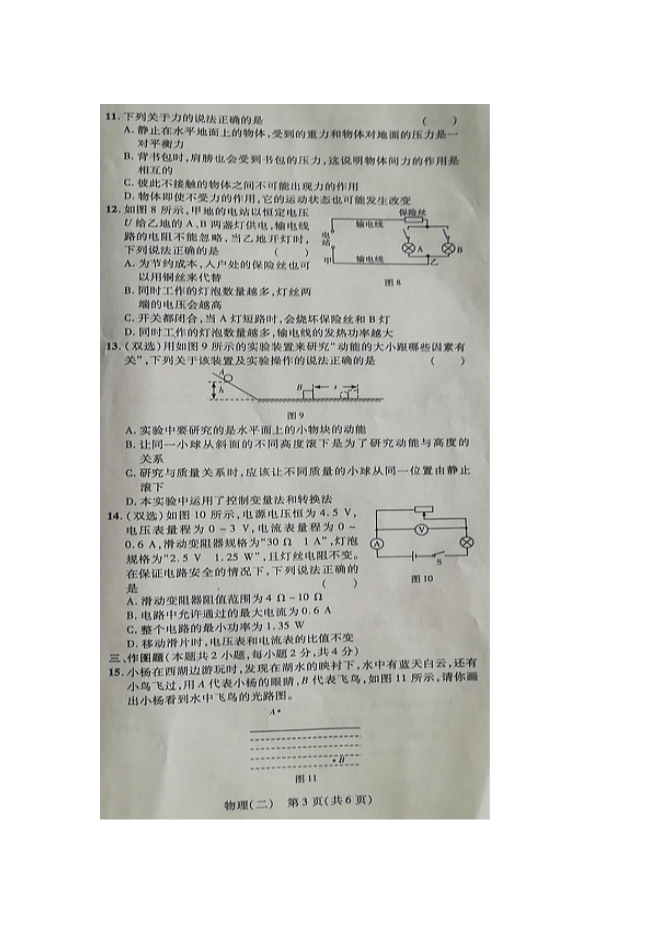 11. 下列关于力的说法正确的是 ( )
A. 静止在水平地面上的物体,受到的重力和物体对地面的压力是一
对平衡力
B. 背书包时,肩膀也会受到书包的压力,这说明物体间力的作用是
相互的
C. 彼此不接触的物体之间不可能出现力的作用
D. 物体即使不受力的作用,它的运动状态也可能发生改变
12. 如图 8 所示,甲地的电站以恒定电压
U 给乙地的 A、B 两盏灯供电,输电线
路的电阻不能忽略,当乙地开灯时,
下列说法正确的是 ( )
A. 为节约成本,入户处的保险丝也可
以用铜丝来代替
B. 同时工作的灯泡数量越多,灯丝两
端的电压会越高
保险丝
输电线
电站
A
B
甲
输电线
乙
图 8
C. 开关都闭合,当 A 灯短路时,会烧坏保险丝和 B 灯
D. 同时工作的灯泡数量越多,输电线的发热功率越大
13. (双选)用如图 9 所示的实验装置来研究“动能的大小跟哪些因素有
关”,下列关于该装置及实验操作的说法正确的是 ( )
A
h
B
s
图 9
A. 实验中要研究的是水平面上的小物块的动能
B. 让同一小球从斜面的不同高度滚下是为了研究动能与高度的
关系
C. 研究与质量关系时,应该让不同质量的小球从同一位置由静止
滚下
D. 本实验中运用了控制变量法和转换法
14. (双选)如图 10 所示,电源电压恒为 4.5 V,
电压表量程为 0～3 V,电流表量程为 0～
0.6 A,滑动变阻器规格为“30 Ω 1 A”,灯泡
规格为“2.5 V 1.25 W”,且灯丝电阻不变。
在保证电路安全的情况下,下列说法正确的
是 ( )
A. 滑动变阻器阻值范围为 4 Ω～10 Ω
B. 电路中允许通过的最大电流为 0.6 A
C. 整个电路的最小功率为 1.35 W
D. 移动滑片时,电压表和电流表的比值不变
A
V
S
图 10
三、作图题(本题共 2 小题,每小题 2 分,共 4 分)
15. 小杨在西湖边游玩时,发现在湖水的映衬下,水中有蓝天白云,还有
小鸟飞过,用 A 代表小杨的眼睛,B 代表飞鸟,如图 11 所示,请你画
出小杨看到水中飞鸟的光路图。
A
B
图 11
物理(二) 第 3 页(共 6 页)